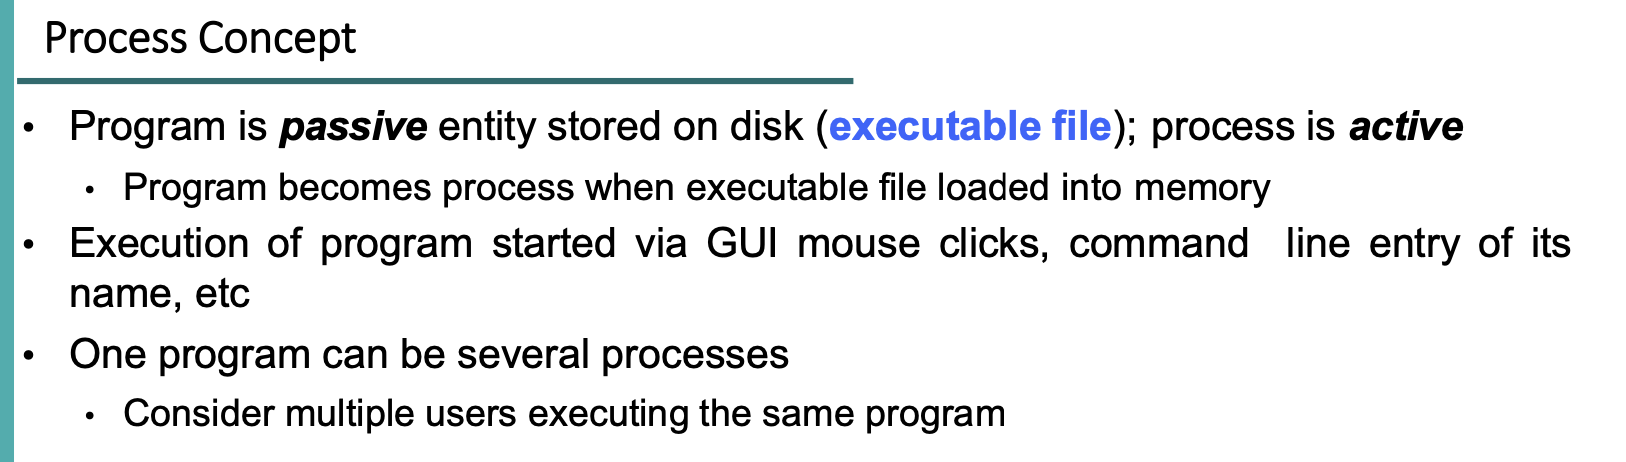 Process Concept
• Program is passive entity stored on disk (executable file); process is active
• Program becomes process when executable file loaded into memory
• Execution of program started via GUI mouse clicks, command line entry of its
name, etc
• One program can be several processes
• Consider multiple users executing the same program